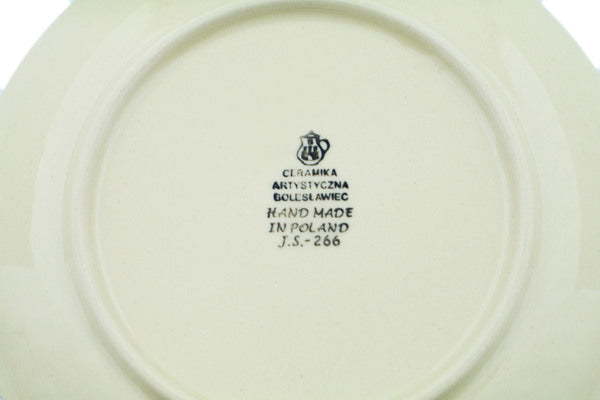 CERAMIKA
ARTYSTYCZNA
BOLESŁAWIEC
HAND MADE
IN POLAND
J.S.-266